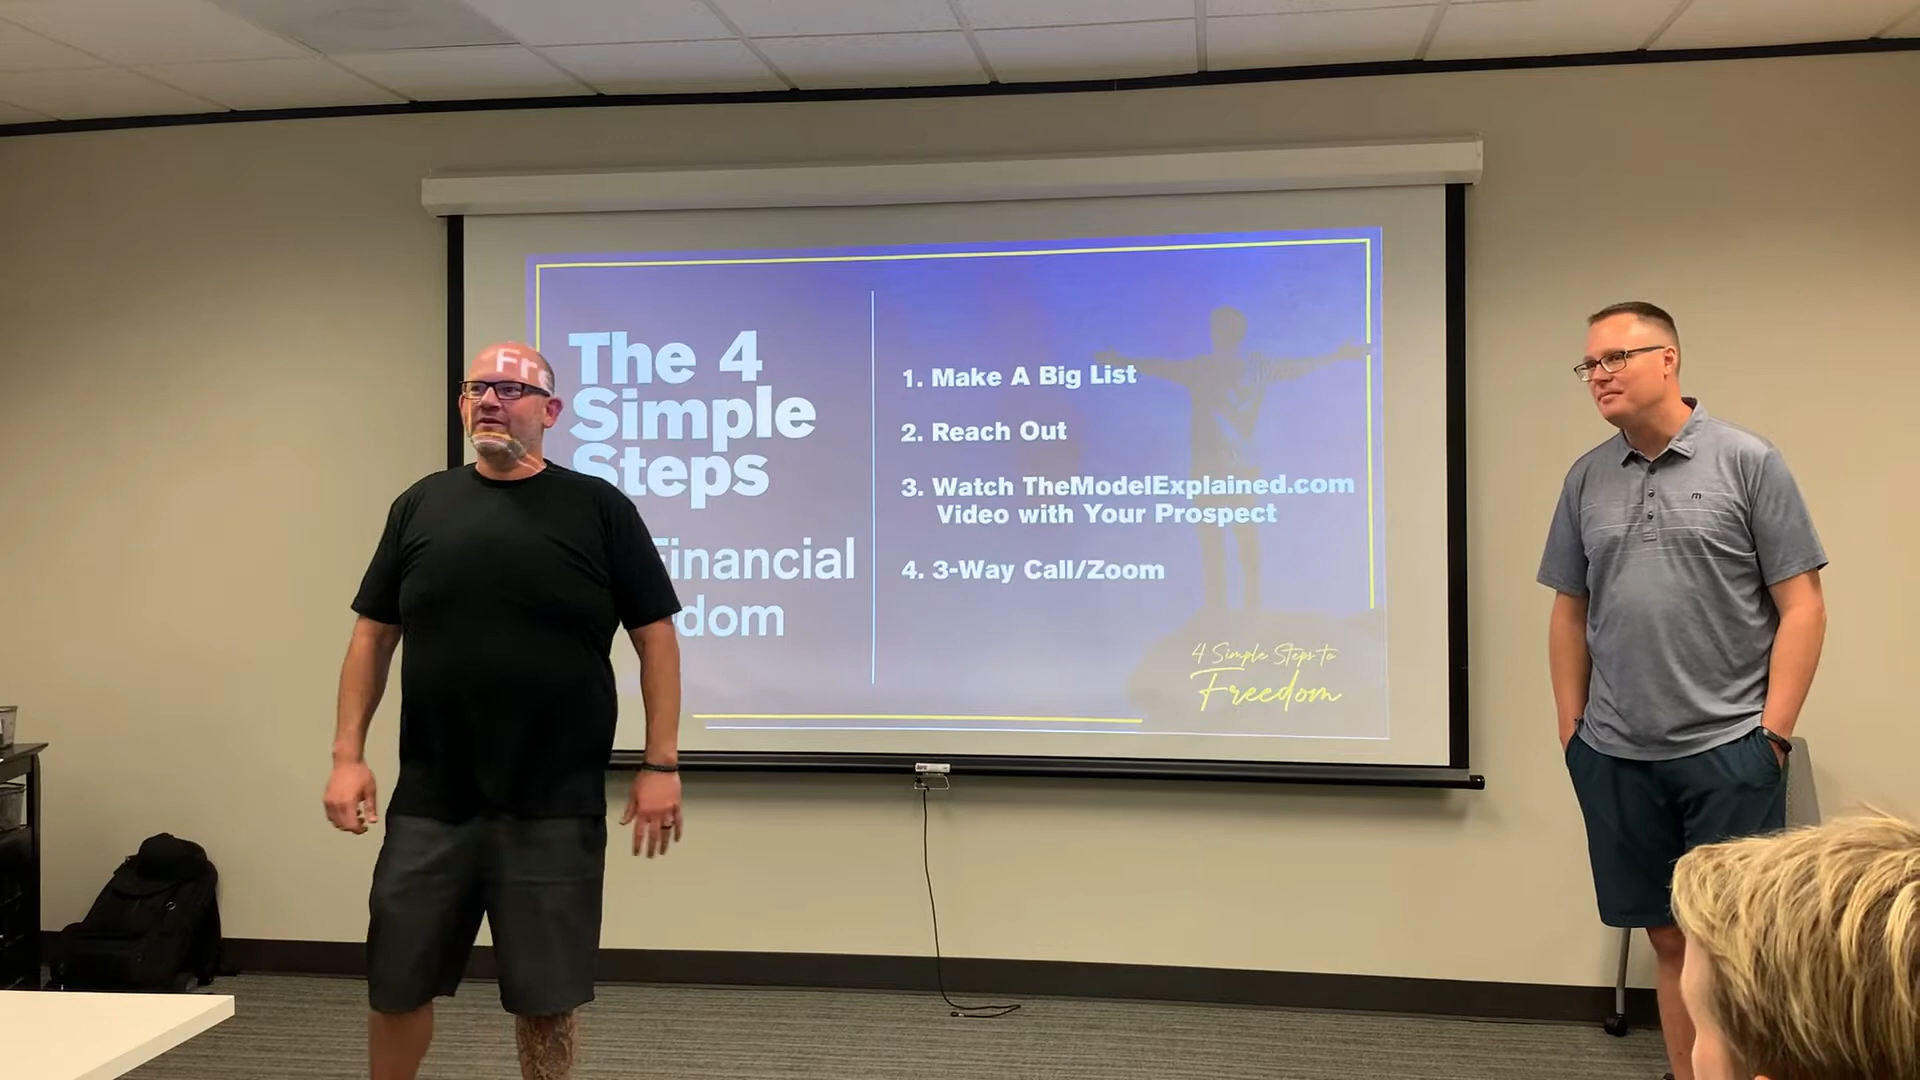 The 4
Simple
Steps
Financial
dom
Fre
1. Make A Big List
2. Reach Out
3. Watch TheModelExplained.com
Video with Your Prospect
4. 3-Way Call/Zoom
4 Simple Steps to
Freedom